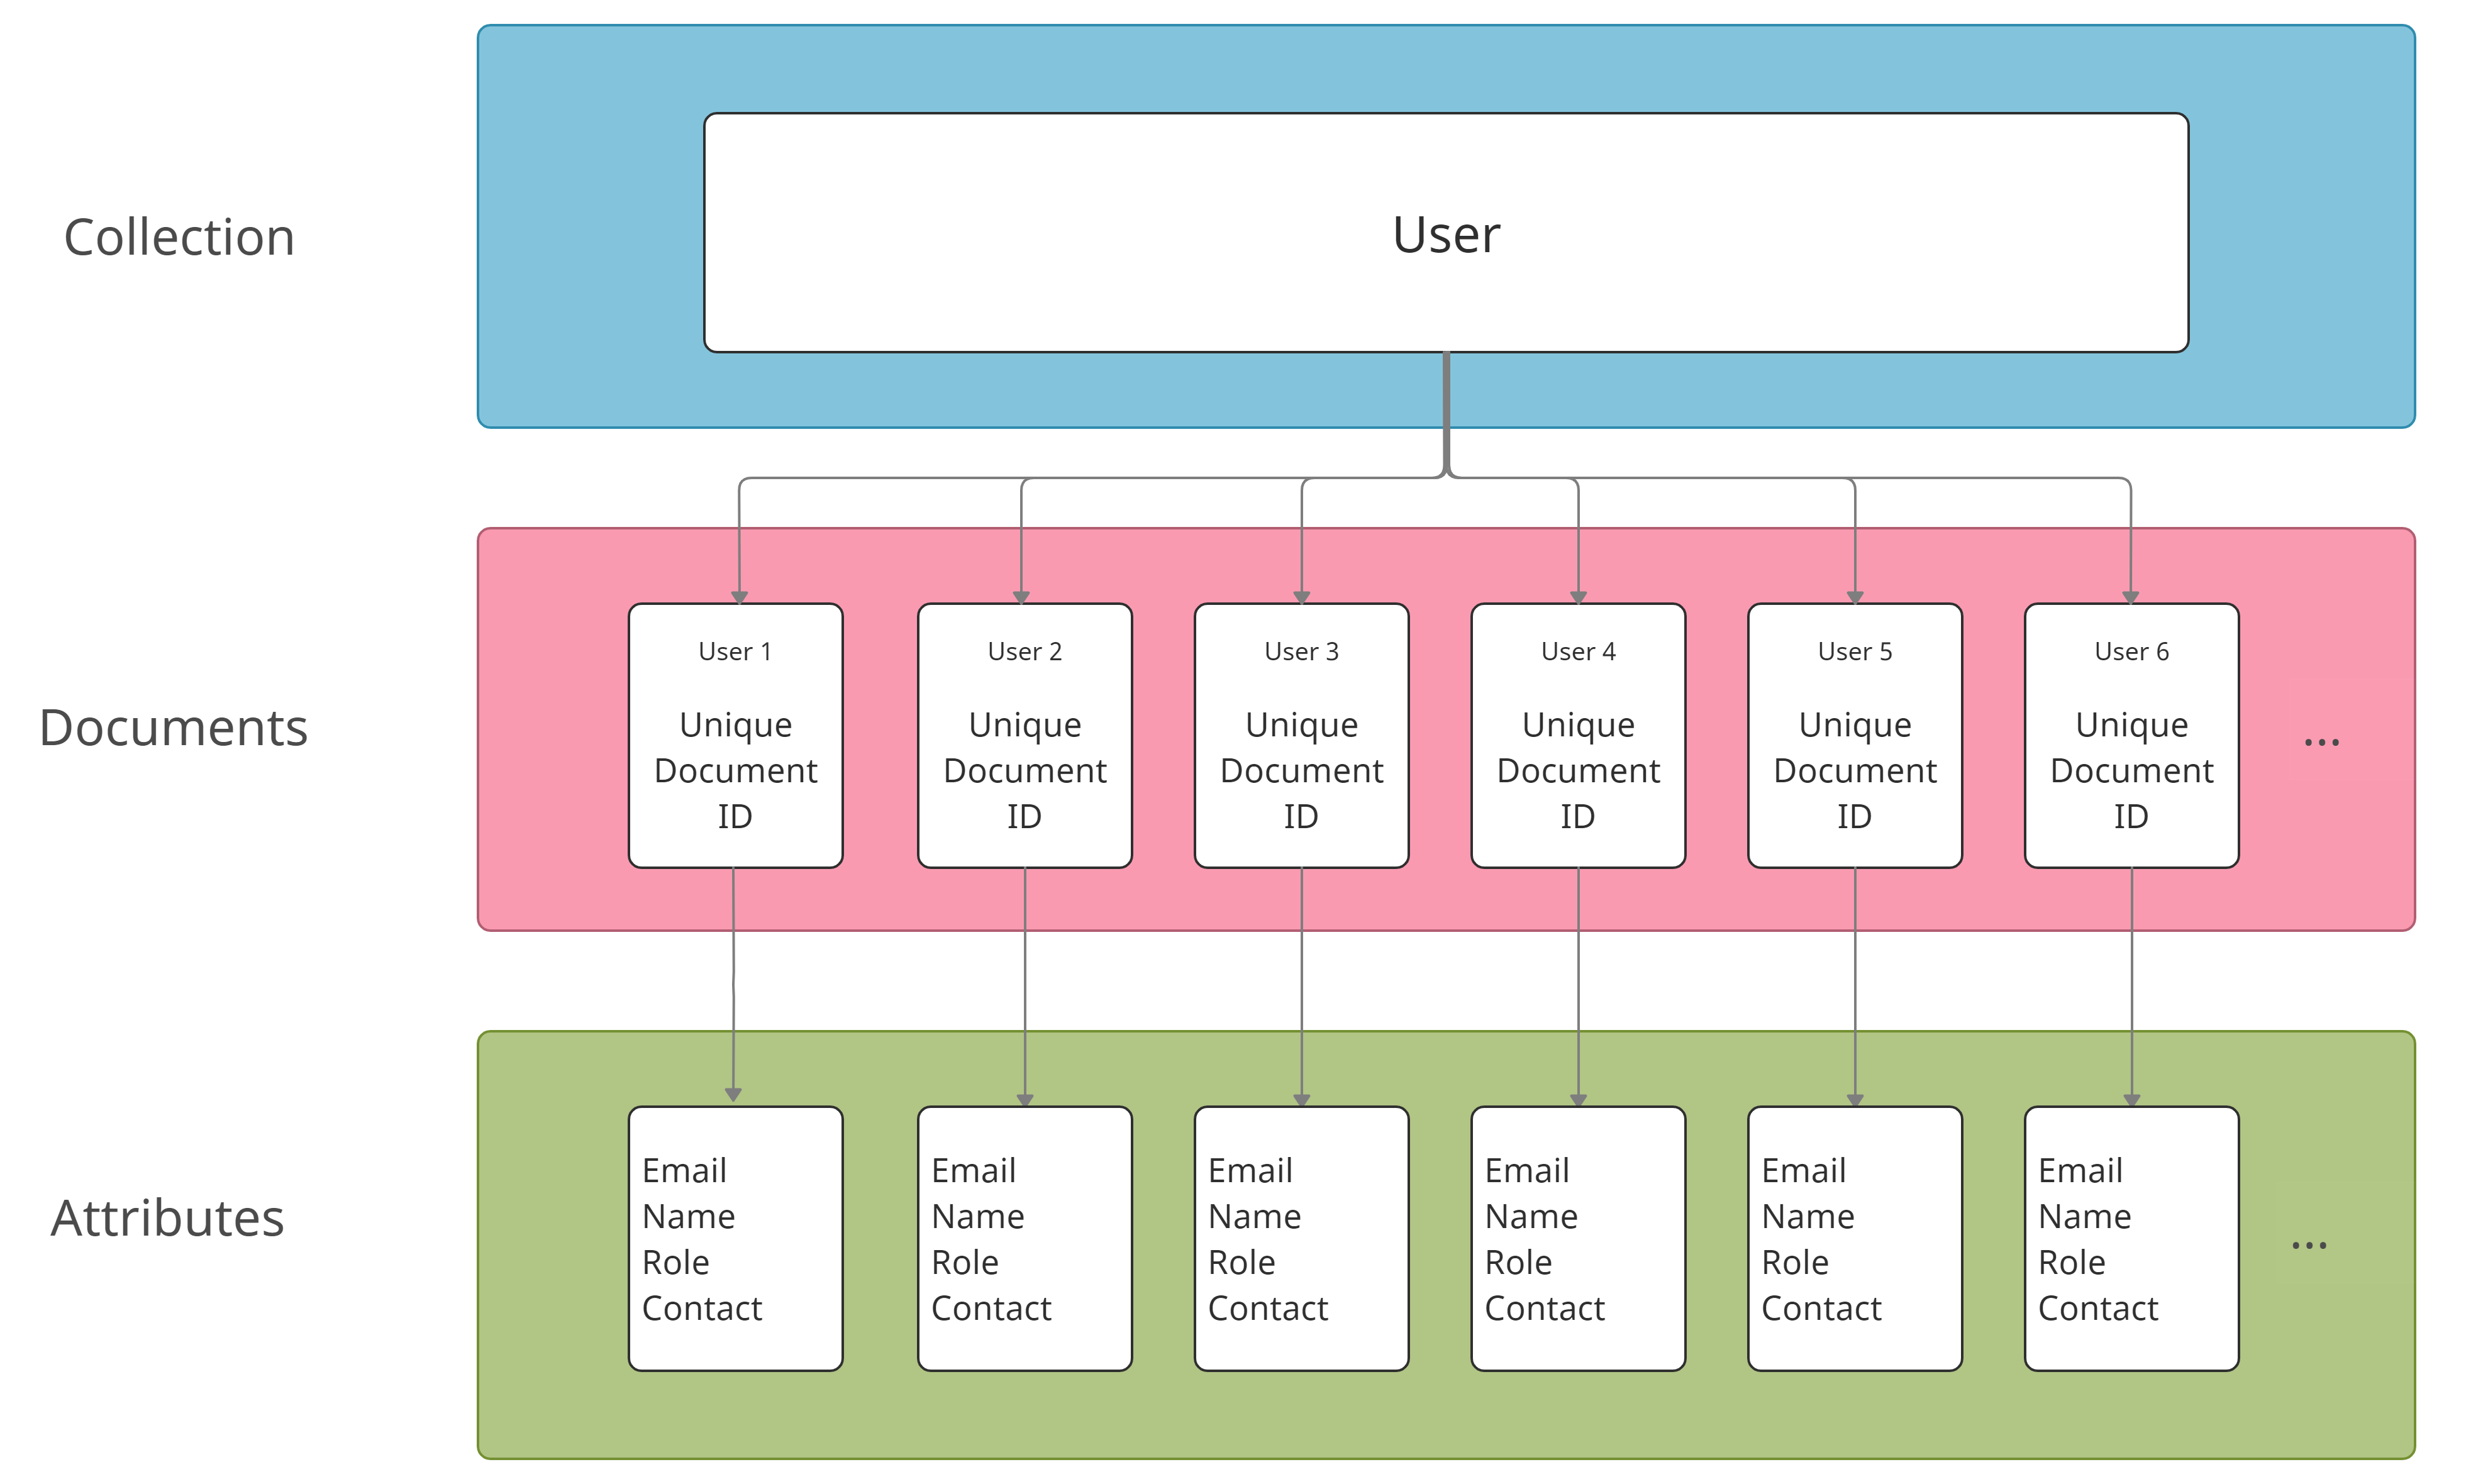 Collection
User
Documents
User 1
Unique
Document
ID
User 2
Unique
Document
ID
User 3
Unique
Document
ID
User 4
Unique
Document
ID
User 5
Unique
Document
ID
User 6
Unique
Document
ID
...
Attributes
Email
Name
Role
Contact
Email
Name
Role
Contact
Email
Name
Role
Contact
Email
Name
Role
Contact
Email
Name
Role
Contact
Email
Name
Role
Contact
...